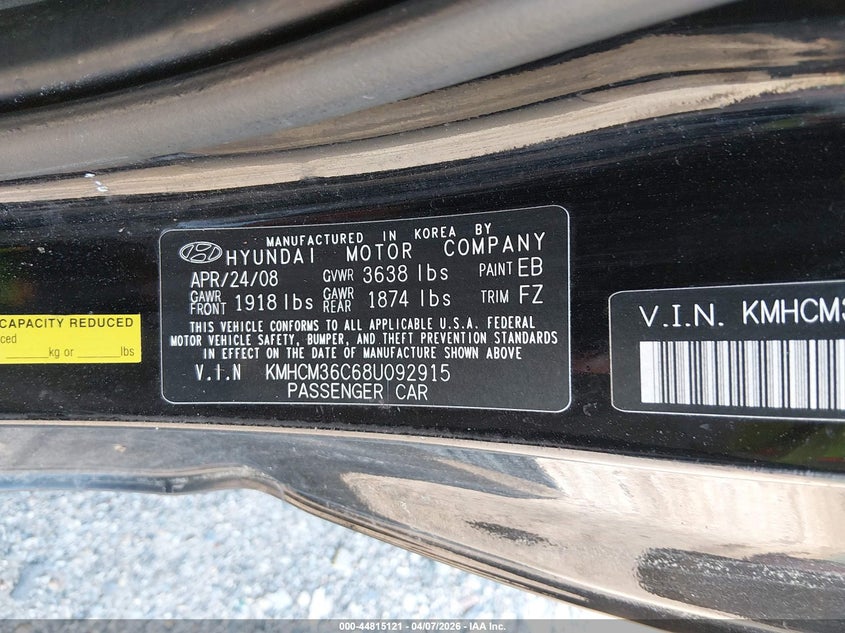 MANUFACTURED IN KOREA BY
HYUNDAI MOTOR COMPANY
APR/24/08 GVWR 3638 lbs PAINT EB
GAWR FRONT 1918 lbs GAWR REAR 1874 lbs TRIM FZ
THIS VEHICLE CONFORMS TO ALL APPLICABLE U.S.A. FEDERAL
MOTOR VEHICLE SAFETY, BUMPER, AND THEFT PREVENTION STANDARDS
IN EFFECT ON THE DATE OF MANUFACTURE SHOWN ABOVE
V.I.N KMHCM36C68U092915
PASSENGER CAR
CAPACITY REDUCED
kg or lbs
V.I.N. KMHCM3
000-44815121 - 04/07/2026 - IAA Inc.